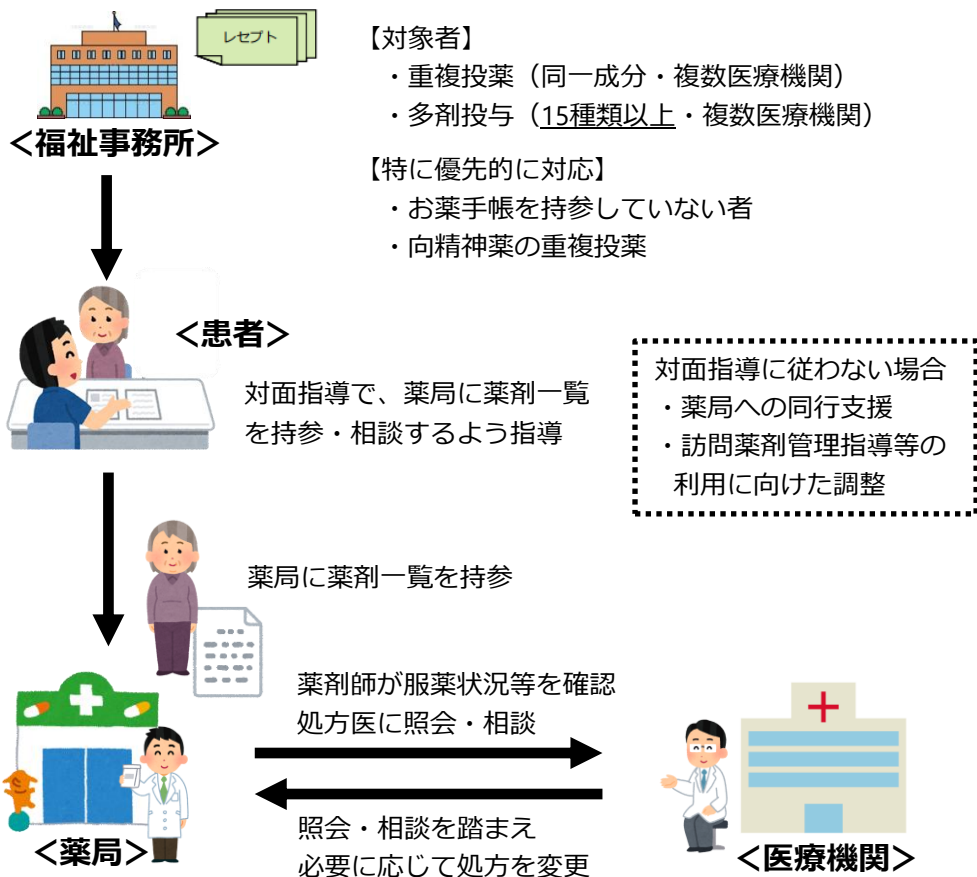 レセプト
【対象者】
・重複投薬（同一成分・複数医療機関）
・多剤投与（15種類以上・複数医療機関）
＜福祉事務所＞
【特に優先的に対応】
・お薬手帳を持参していない者
・向精神薬の重複投薬
＜患者＞
対面指導で、薬局に薬剤一覧
を持参・相談するよう指導
対面指導に従わない場合
・薬局への同行支援
・訪問薬剤管理指導等の
利用に向けた調整
薬局に薬剤一覧を持参
薬剤師が服薬状況等を確認
処方医に照会・相談
照会・相談を踏まえ
必要に応じて処方を変更
＜薬局＞
＜医療機関＞